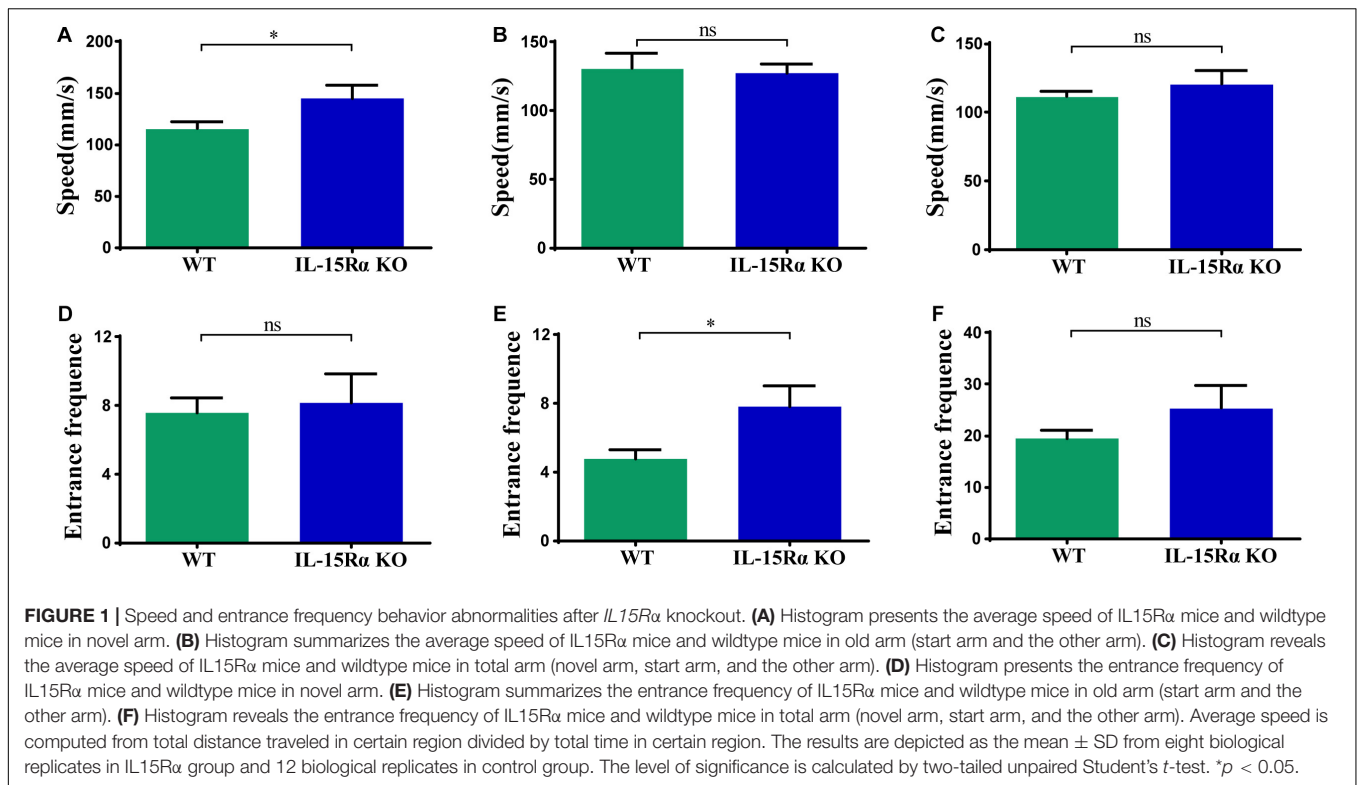 A
Speed(mm/s)
200
150
100
50
0
*
WT
IL-15Rα KO
B
Speed(mm/s)
150
100
50
0
ns
WT
IL-15Rα KO
C
Speed(mm/s)
150
100
50
0
ns
WT
IL-15Rα KO
D
Entrance frequence
12
8
4
0
ns
WT
IL-15Rα KO
E
Entrance frequence
12
8
4
0
*
WT
IL-15Rα KO
F
Entrance frequence
40
30
20
10
0
ns
WT
IL-15Rα KO
FIGURE 1 | Speed and entrance frequency behavior abnormalities after IL15Rα knockout. (A) Histogram presents the average speed of IL15Rα mice and wildtype
mice in novel arm. (B) Histogram summarizes the average speed of IL15Rα mice and wildtype mice in old arm (start arm and the other arm). (C) Histogram reveals
the average speed of IL15Rα mice and wildtype mice in total arm (novel arm, start arm, and the other arm). (D) Histogram presents the entrance frequency of
IL15Rα mice and wildtype mice in novel arm. (E) Histogram summarizes the entrance frequency of IL15Rα mice and wildtype mice in old arm (start arm and the
other arm). (F) Histogram reveals the entrance frequency of IL15Rα mice and wildtype mice in total arm (novel arm, start arm, and the other arm). Average speed is
computed from total distance traveled in certain region divided by total time in certain region. The results are depicted as the mean ± SD from eight biological
replicates in IL15Rα group and 12 biological replicates in control group. The level of significance is calculated by two-tailed unpaired Student's t-test. *p < 0.05.